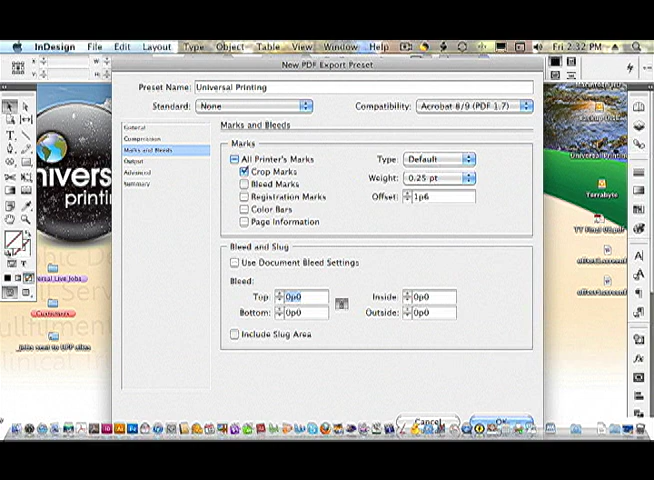 InDesign File Edit Layout Type Object Table View Window Help Fri 2:32 PM
New PDF Export Preset
Preset Name: Universal Printing
Standard: None Compatibility: Acrobat 8/9 (PDF 1.7)
General
Compression
Marks and Bleeds
Output
Advanced
Summary
Marks and Bleeds
Marks
All Printer's Marks Type: Default
Crop Marks Weight: 0.25 pt
Bleed Marks
Registration Marks Offset: 1p6
Color Bars
Page Information
Bleed and Slug
Use Document Bleed Settings
Bleed:
Top: 0p0 Inside: 0p0
Bottom: 0p0 Outside: 0p0
Include Slug Area
Cancel OK
niversa
printin
Universal Printin
Terrabyte